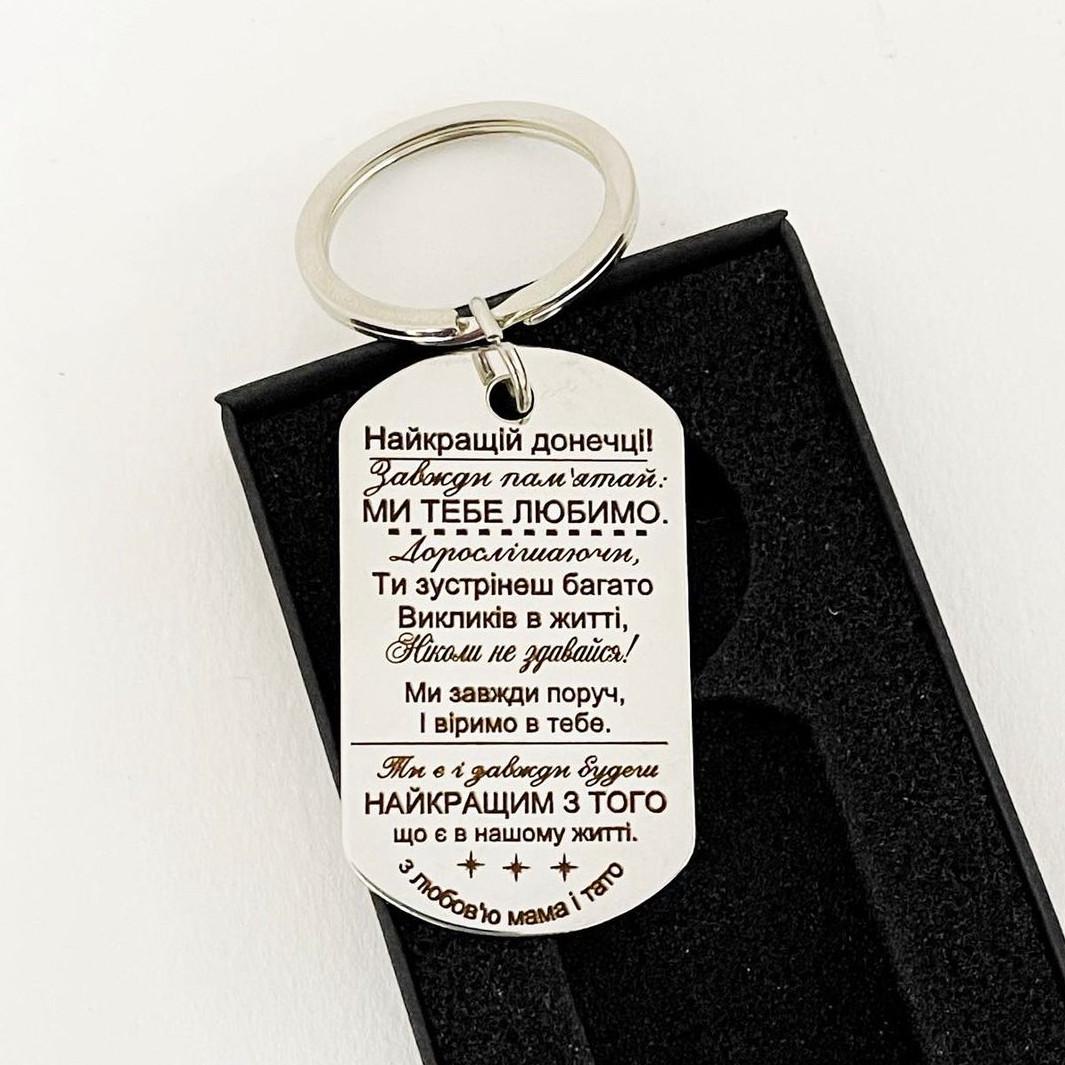 Найкращій донечці!
Завжди пам'ятай:
МИ ТЕБЕ ЛЮБИМО.
Дорослішаючи,
Ти зустрінеш багато
Викликів в житті,
Ніколи не здавайся!
Ми завжди поруч,
І віримо в тебе.
Ти є і завжди будеш
НАЙКРАЩИМ З ТОГО
що є в нашому житті.
з любов'ю мама і тато